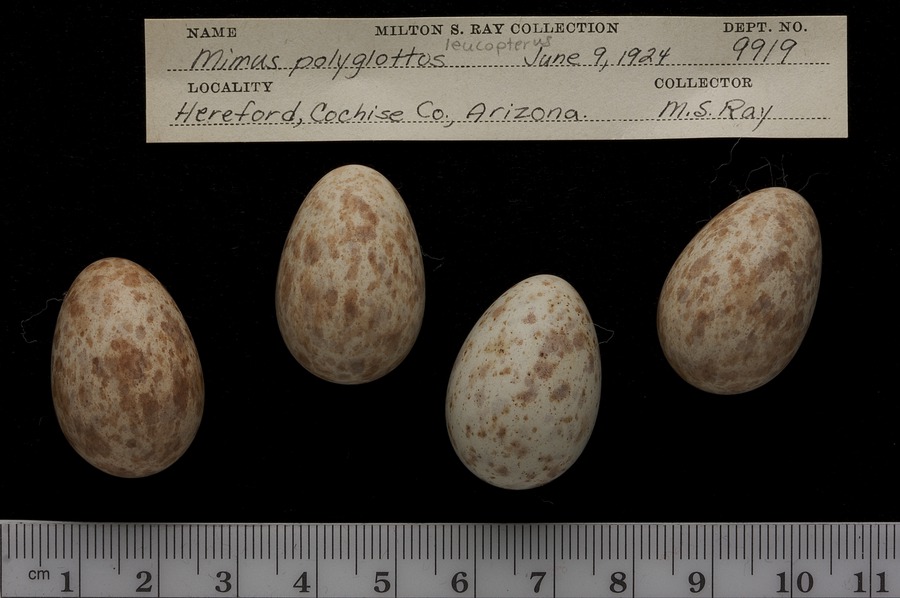 NAME MILTON S. RAY COLLECTION DEPT. NO.
leucopterus
Mimus polyglottos June 9, 1924 9919
LOCALITY COLLECTOR
Hereford, Cochise Co., Arizona. M.S. Ray
cm 1 2 3 4 5 6 7 8 9 10 11